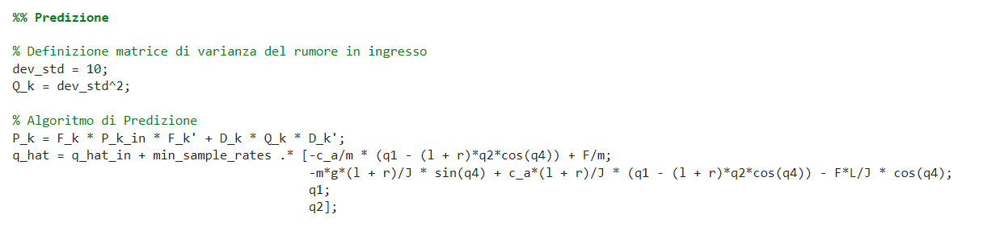 %% Predizione
% Definizione matrice di varianza del rumore in ingresso
dev_std = 10;
Q_k = dev_std^2;
% Algoritmo di Predizione
P_k = F_k * P_k_in * F_k' + D_k * Q_k * D_k';
q_hat = q_hat_in + min_sample_rates .* [-c_a/m * (q1 - (l + r)*q2*cos(q4)) + F/m;
-m*g*(l + r)/J * sin(q4) + c_a*(l + r)/J * (q1 - (l + r)*q2*cos(q4)) - F*L/J * cos(q4);
q1;
q2];